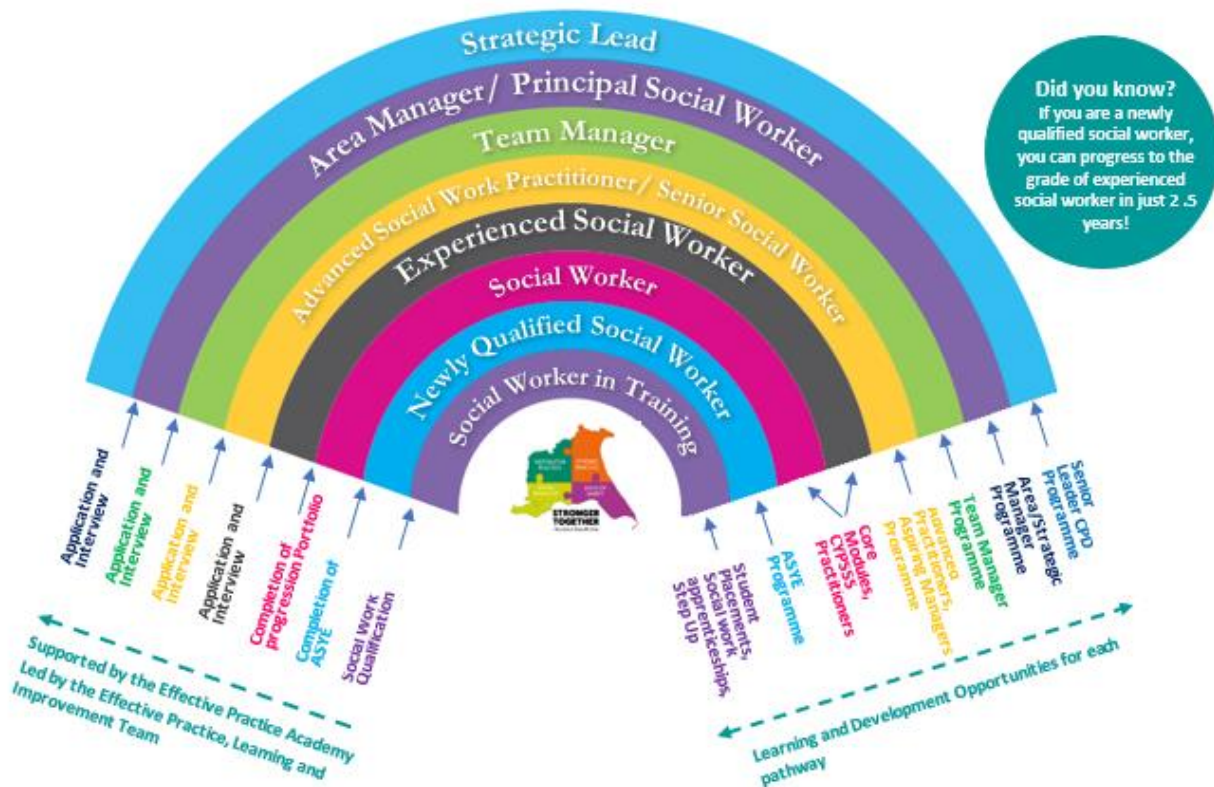 Strategic Lead
Area Manager/ Principal Social Worker
Team Manager
Advanced Social Work Practitioner/ Senior Social Worker
Experienced Social Worker
Social Worker
Newly Qualified Social Worker
Social Worker in Training
Did you know?
If you are a newly
qualified social worker,
you can progress to the
grade of experienced
social worker in just 2 .5
years!
STRONGER
TOGETHER
Application and
Interview
Application and
Interview
Application and
Interview
Application and
Interview
Completion of
progression Portfolio
Completion of
ASYE
Social Work
Qualification
Student
Placements,
Social work
apprenticeships,
Step Up
ASYE
Programme
Core
Modules,
CYPSSS
Practitioners
Advanced
Practitioners,
Aspiring Managers
Programme
Team Manager
Programme
Area/Strategic
Manager
Programme
Senior
Leader CPD
Programme
Supported by the Effective Practice Academy
Led by the Effective Practice, Learning and
Improvement Team
Learning and Development Opportunities for each
pathway